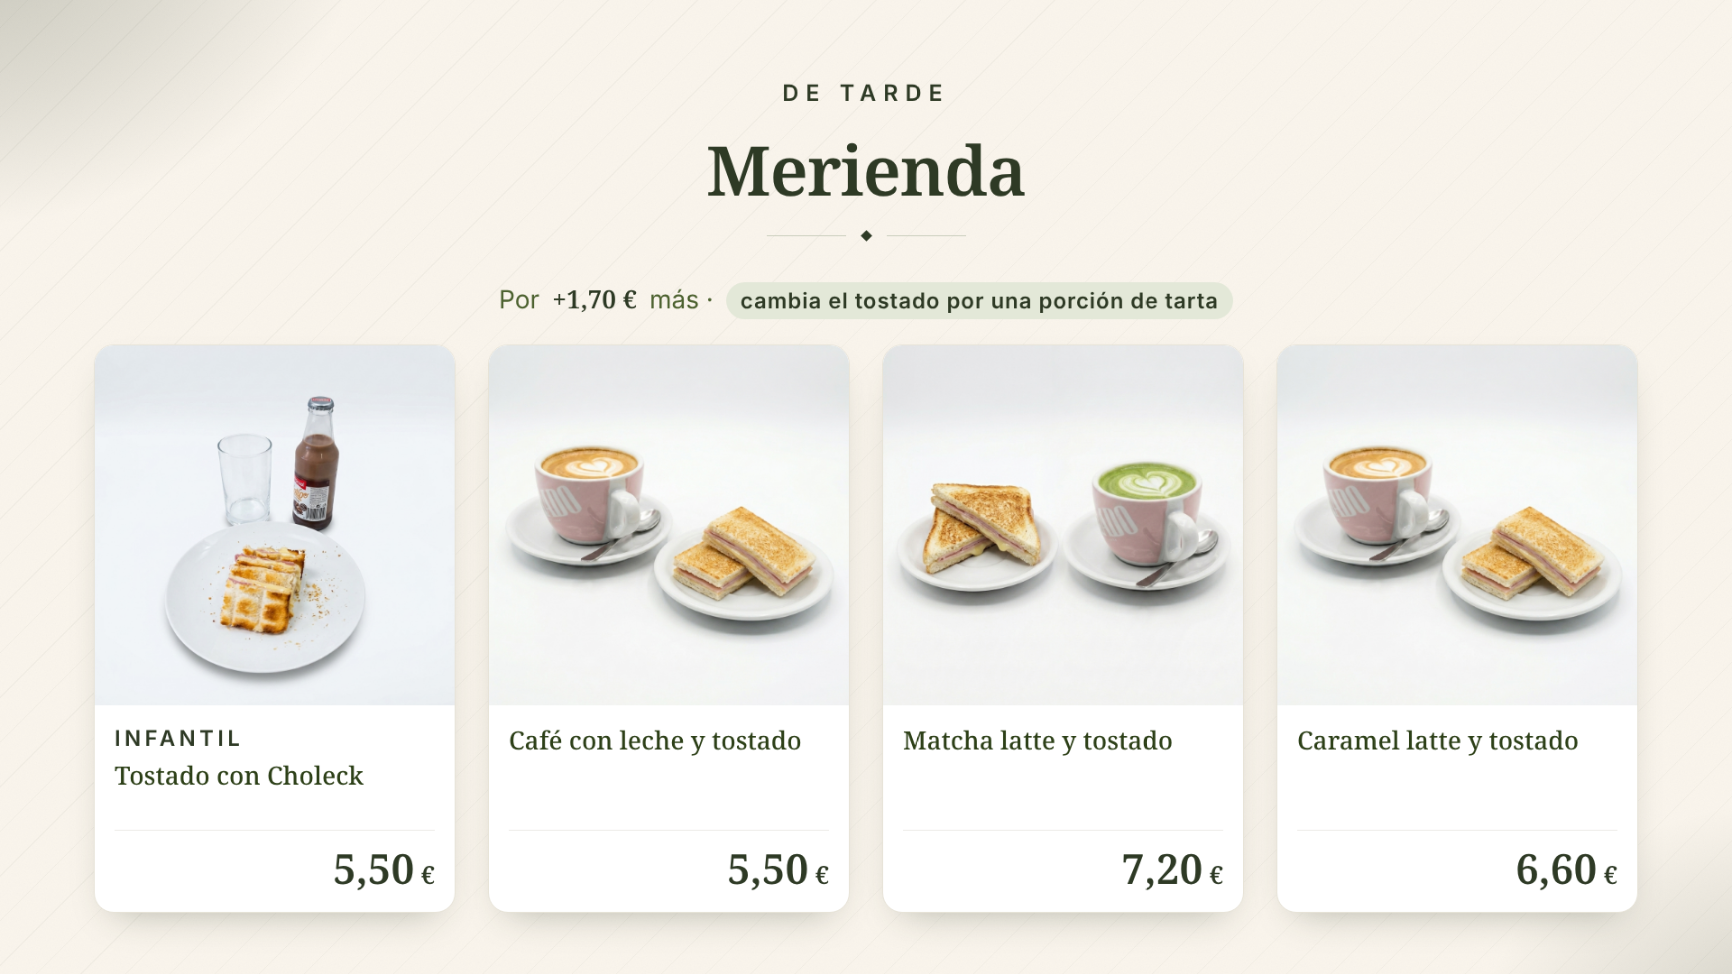 DE TARDE
Merienda
Por +1,70 € más · cambia el tostado por una porción de tarta
INFANTIL
Tostado con Choleck
5,50 €
Café con leche y tostado
5,50 €
Matcha latte y tostado
7,20 €
Caramel latte y tostado
6,60 €